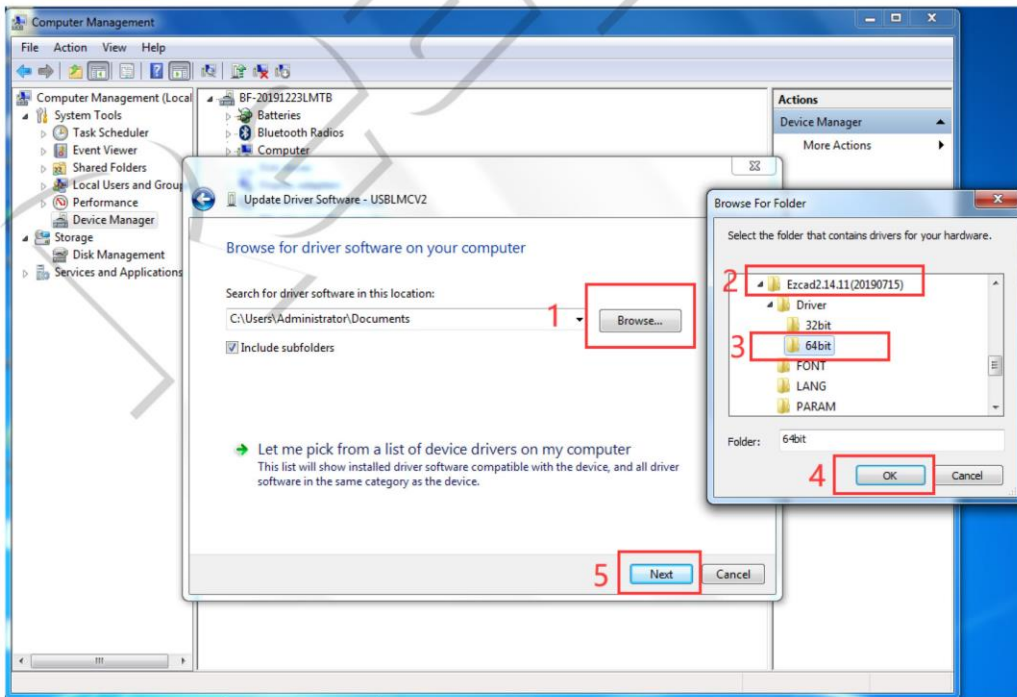 Computer Management
File Action View Help
Computer Management (Local
System Tools
Task Scheduler
Event Viewer
Shared Folders
Local Users and Group
Performance
Device Manager
Storage
Disk Management
Services and Applications
BF-20191223LMTB
Batteries
Bluetooth Radios
Computer
Actions
Device Manager
More Actions
Update Driver Software - USBLMCV2
Browse for driver software on your computer
Search for driver software in this location:
C:\Users\Administrator\Documents
1
Browse...
Include subfolders
Let me pick from a list of device drivers on my computer
This list will show installed driver software compatible with the device, and all driver
software in the same category as the device.
5
Next
Cancel
Browse For Folder
Select the folder that contains drivers for your hardware.
2
Ezcad2.14.11(20190715)
Driver
32bit
3
64bit
FONT
LANG
PARAM
Folder:
64bit
4
OK
Cancel